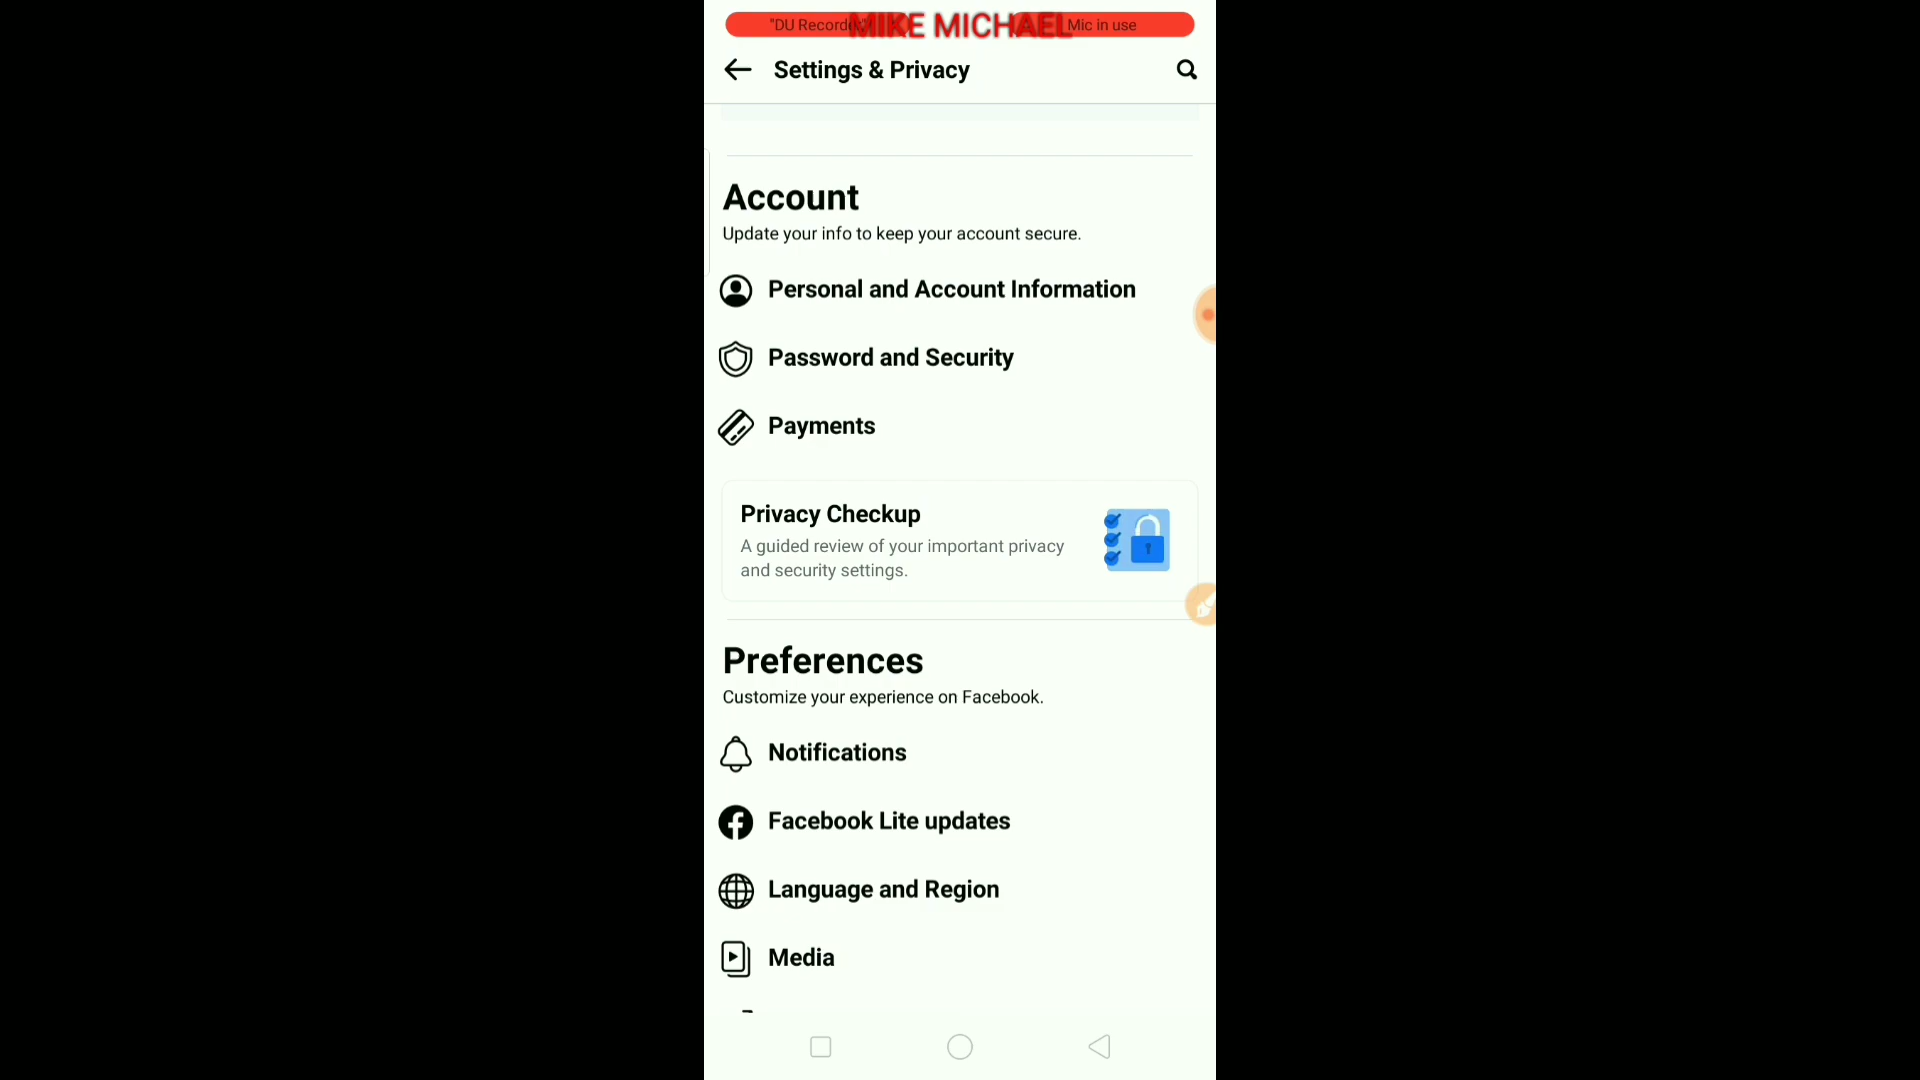 "DU Recorder"
MIKE MICHAEL
Mic in use
Settings & Privacy
Account
Update your info to keep your account secure.
Personal and Account Information
Password and Security
Payments
Privacy Checkup
A guided review of your important privacy
and security settings.
Preferences
Customize your experience on Facebook.
Notifications
Facebook Lite updates
Language and Region
Media